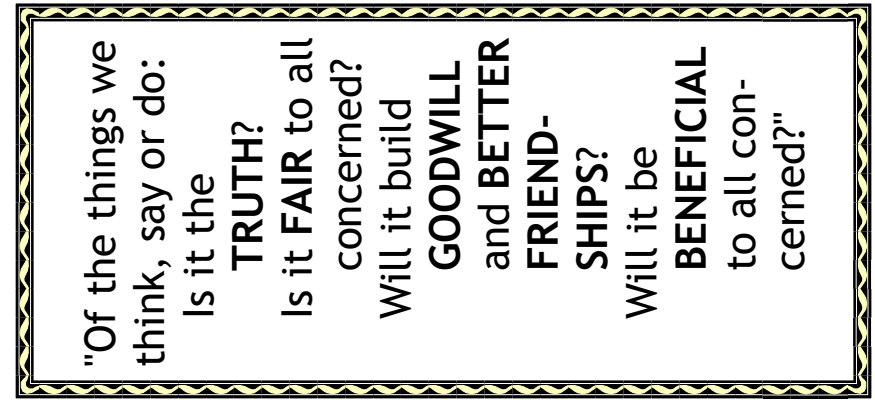 "Of the things we
think, say or do:
Is it the
TRUTH?
Is it FAIR to all
concerned?
Will it build
GOODWILL
and BETTER
FRIEND-
SHIPS?
Will it be
BENEFICIAL
to all con-
cerned?"